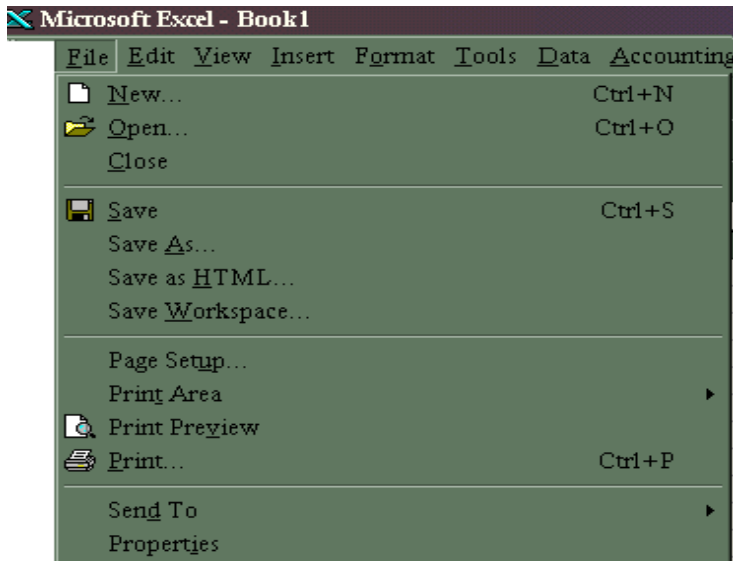 Microsoft Excel - Book1
File Edit View Insert Format Tools Data Accounting
New... Ctrl+N
Open... Ctrl+O
Close
Save Ctrl+S
Save As...
Save as HTML...
Save Workspace...
Page Setup...
Print Area
Print Preview
Print... Ctrl+P
Send To
Properties